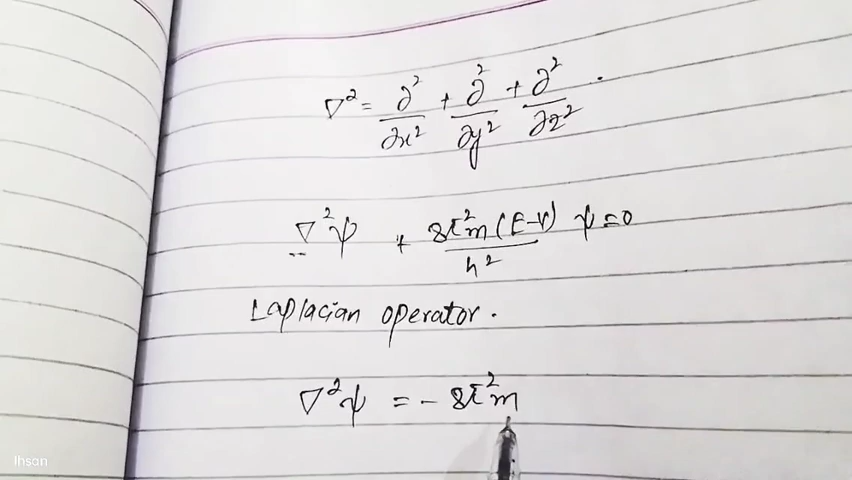 ∇² = ∂²/∂x² + ∂²/∂y² + ∂²/∂z² .
∇²ψ + 8π²m(E-V)/h² ψ=0
Laplacian operator.
∇²ψ = - 8π²m
Ihsan